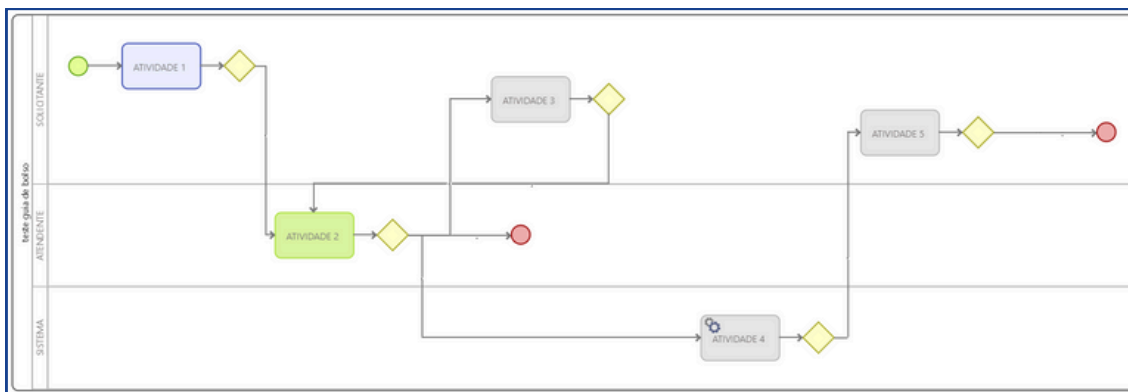 teste guia de bolso
SOLICITANTE
ATIVIDADE 1
ATIVIDADE 3
ATIVIDADE 5
ATENDENTE
ATIVIDADE 2
SISTEMA
ATIVIDADE 4